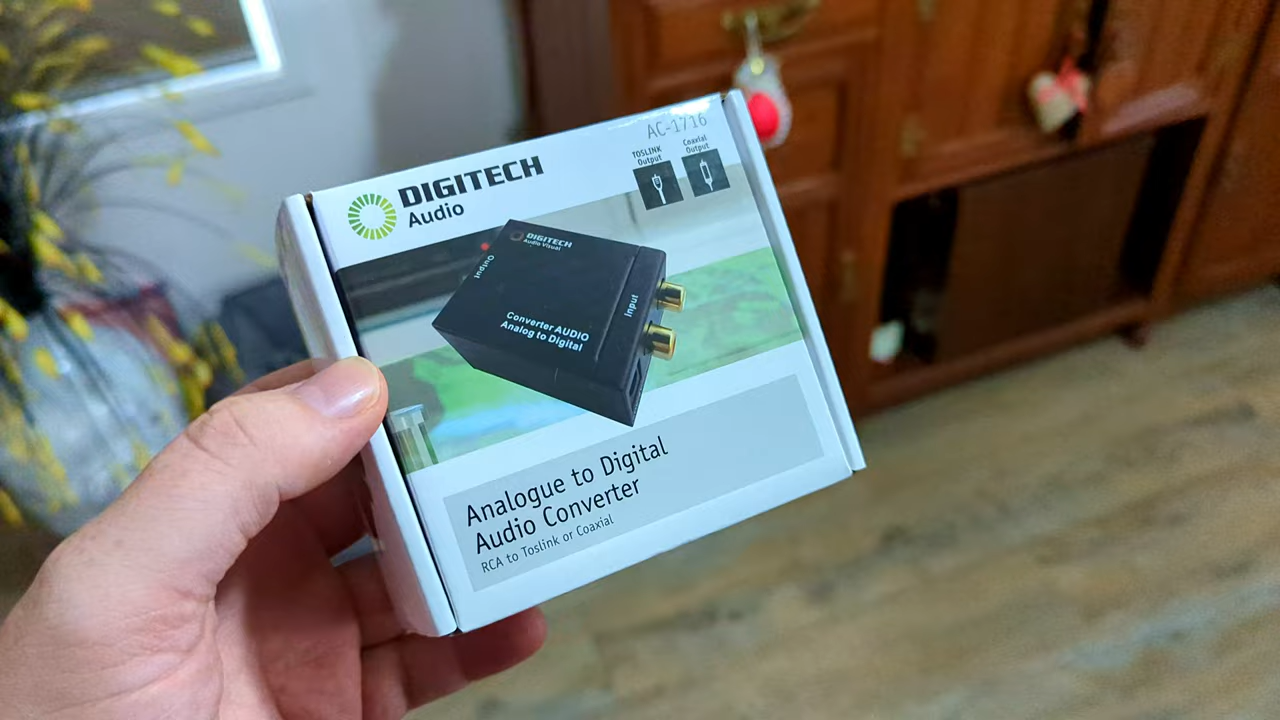 AC-1716
TOSLINK
Output
Coaxial
Output
DIGITECH
Audio
DIGITECH
Audio Visual
Output
Input
Converter AUDIO
Analog to Digital
Analogue to Digital
Audio Converter
RCA to Toslink or Coaxial